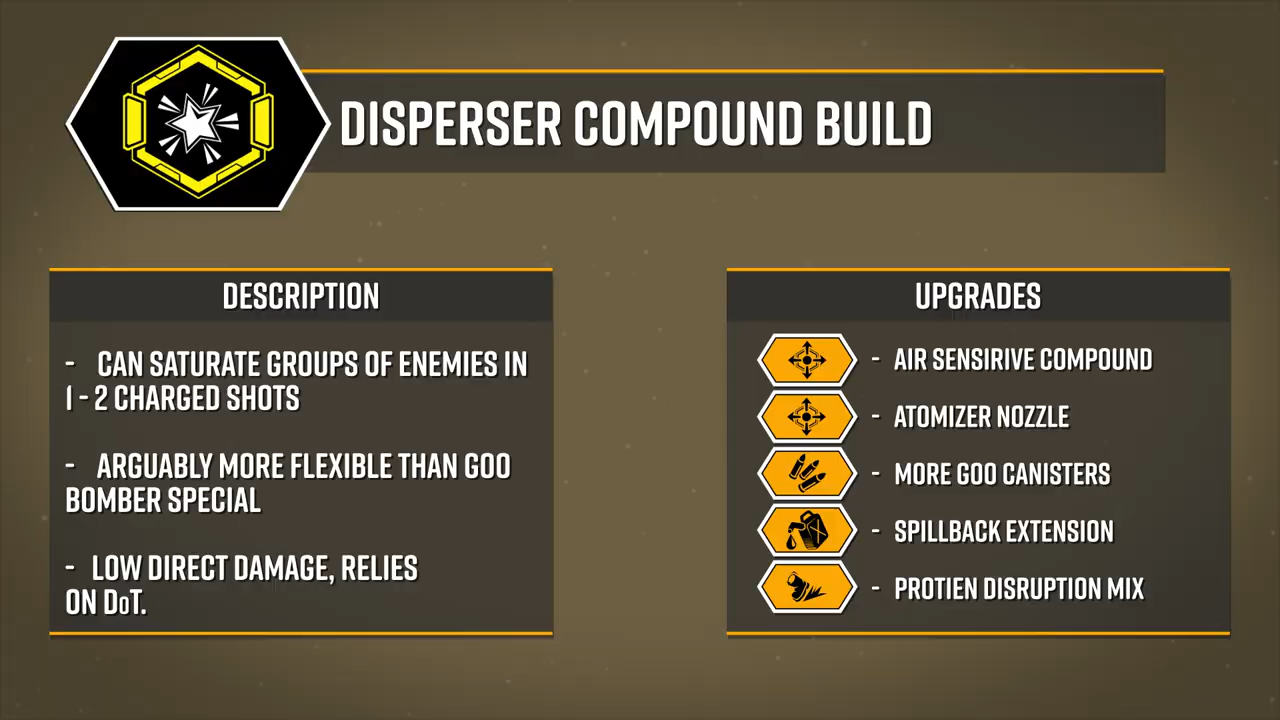 DISPERSER COMPOUND BUILD
DESCRIPTION
- CAN SATURATE GROUPS OF ENEMIES IN
1 - 2 CHARGED SHOTS
- ARGUABLY MORE FLEXIBLE THAN GOO
BOMBER SPECIAL
- LOW DIRECT DAMAGE, RELIES
ON DoT.
UPGRADES
- AIR SENSIRIVE COMPOUND
- ATOMIZER NOZZLE
- MORE GOO CANISTERS
- SPILLBACK EXTENSION
- PROTIEN DISRUPTION MIX